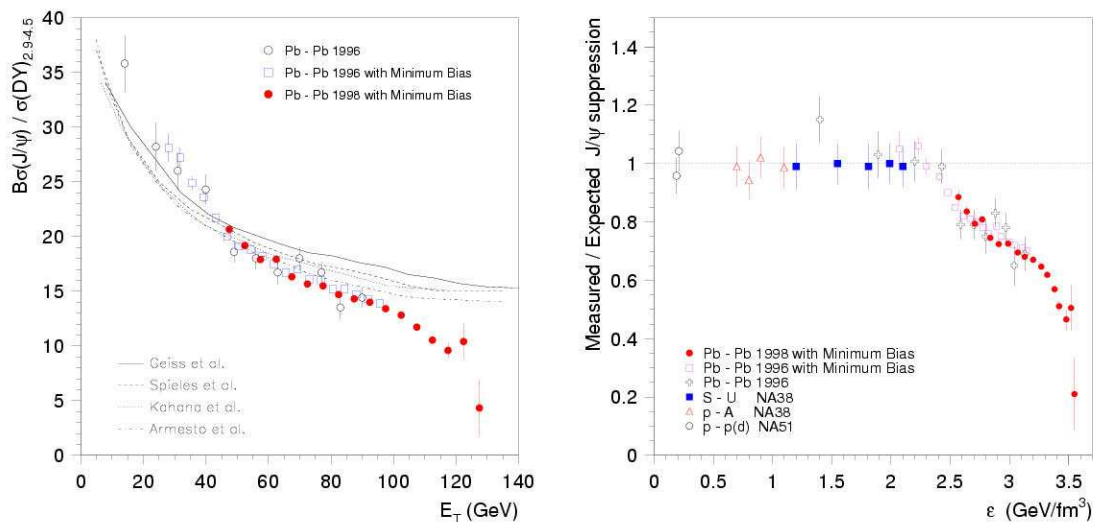 Bσ(J/ψ) / σ(DY)2.9-4.5
40
35
30
25
20
15
10
5
0
Pb - Pb 1996
Pb - Pb 1996 with Minimum Bias
Pb - Pb 1998 with Minimum Bias
Geiss et al.
Spieles et al.
Kahana et al.
Armesto et al.
0 20 40 60 80 100 120 140
ET (GeV)
Measured / Expected J/ψ suppression
1.4
1.2
1
0.8
0.6
0.4
0.2
0
Pb - Pb 1998 with Minimum Bias
Pb - Pb 1996 with Minimum Bias
Pb - Pb 1996
S - U NA38
p - A NA38
p - p(d) NA51
0 0.5 1 1.5 2 2.5 3 3.5
ε (GeV/fm³)